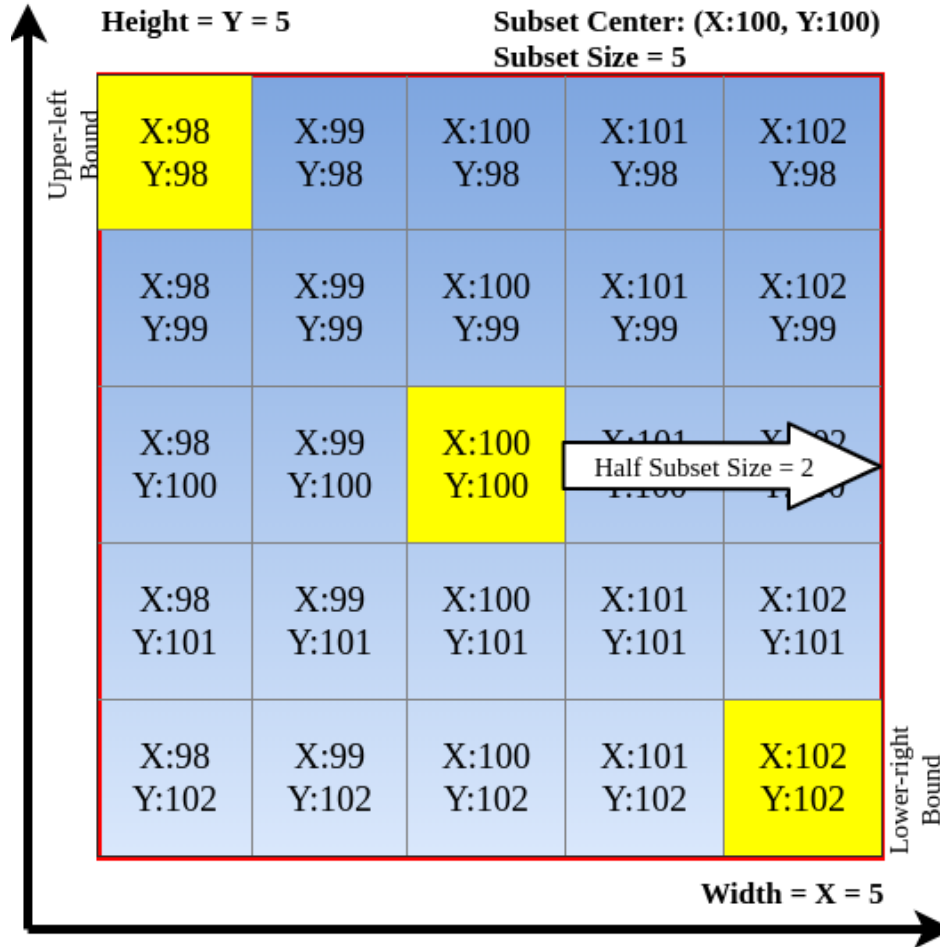 Height = Y = 5
Subset Center: (X:100, Y:100)
Subset Size = 5
Upper-left
Bound
X:98 X:99 X:100 X:101 X:102
Y:98 Y:98 Y:98 Y:98 Y:98
X:98 X:99 X:100 X:101 X:102
Y:99 Y:99 Y:99 Y:99 Y:99
X:98 X:99 X:100
Y:100 Y:100 Y:100
Half Subset Size = 2
X:98 X:99 X:100 X:101 X:102
Y:101 Y:101 Y:101 Y:101 Y:101
X:98 X:99 X:100 X:101 X:102
Y:102 Y:102 Y:102 Y:102 Y:102
Lower-right
Bound
Width = X = 5